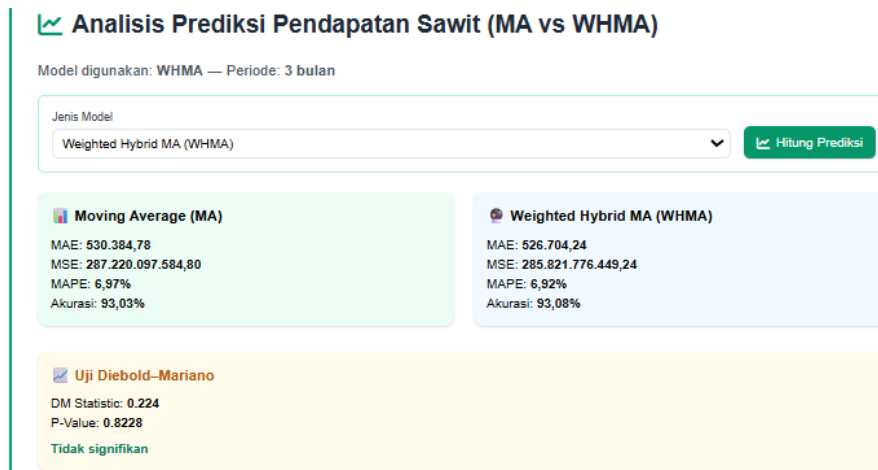 Analisis Prediksi Pendapatan Sawit (MA vs WHMA)
Model digunakan: WHMA — Periode: 3 bulan
Jenis Model
Weighted Hybrid MA (WHMA)
Hitung Prediksi
Moving Average (MA)
MAE: 530.384,78
MSE: 287.220.097.584,80
MAPE: 6,97%
Akurasi: 93,03%
Weighted Hybrid MA (WHMA)
MAE: 526.704,24
MSE: 285.821.776.449,24
MAPE: 6,92%
Akurasi: 93,08%
Uji Diebold–Mariano
DM Statistic: 0.224
P-Value: 0.8228
Tidak signifikan